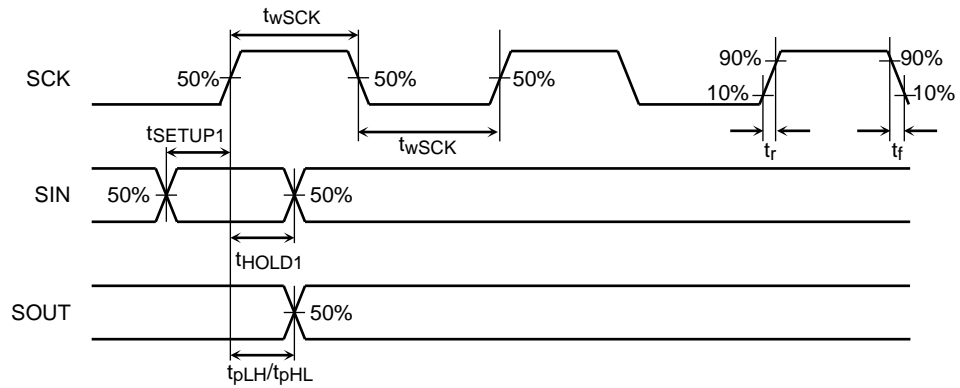 twSCK
SCK
50%
50%
50%
90%
10%
90%
10%
tSETUP1
twSCK
tr
tf
SIN
50%
50%
tHOLD1
SOUT
50%
tpLH/tpHL